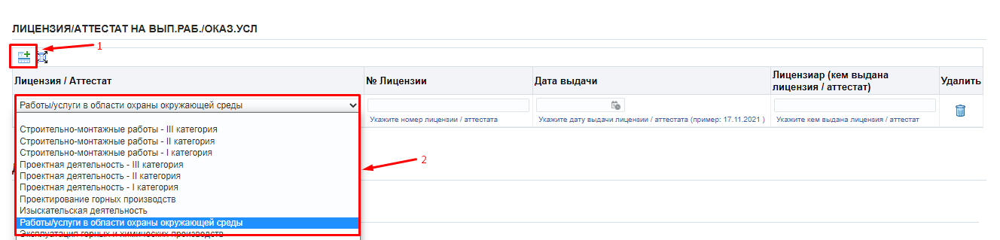 ЛИЦЕНЗИЯ/АТТЕСТАТ НА ВЫП.РАБ./ОКАЗ.УСЛ
1
Лицензия / Аттестат
№ Лицензии
Дата выдачи
Лицензиар (кем выдана
лицензия / аттестат)
Удалить
Работы/услуги в области охраны окружающей среды
Укажите номер лицензии / аттестата
Укажите дату выдачи лицензии / аттестата (пример: 17.11.2021 )
Укажите кем выдана лицензия / аттестат
Строительно-монтажные работы - III категория
Строительно-монтажные работы - II категория
Строительно-монтажные работы - I категория
2
Проектная деятельность - III категория
Проектная деятельность - II категория
Проектная деятельность - I категория
Проектирование горных производств
Изыскательская деятельность
Работы/услуги в области охраны окружающей среды
Эксплуатация горных и химических производств